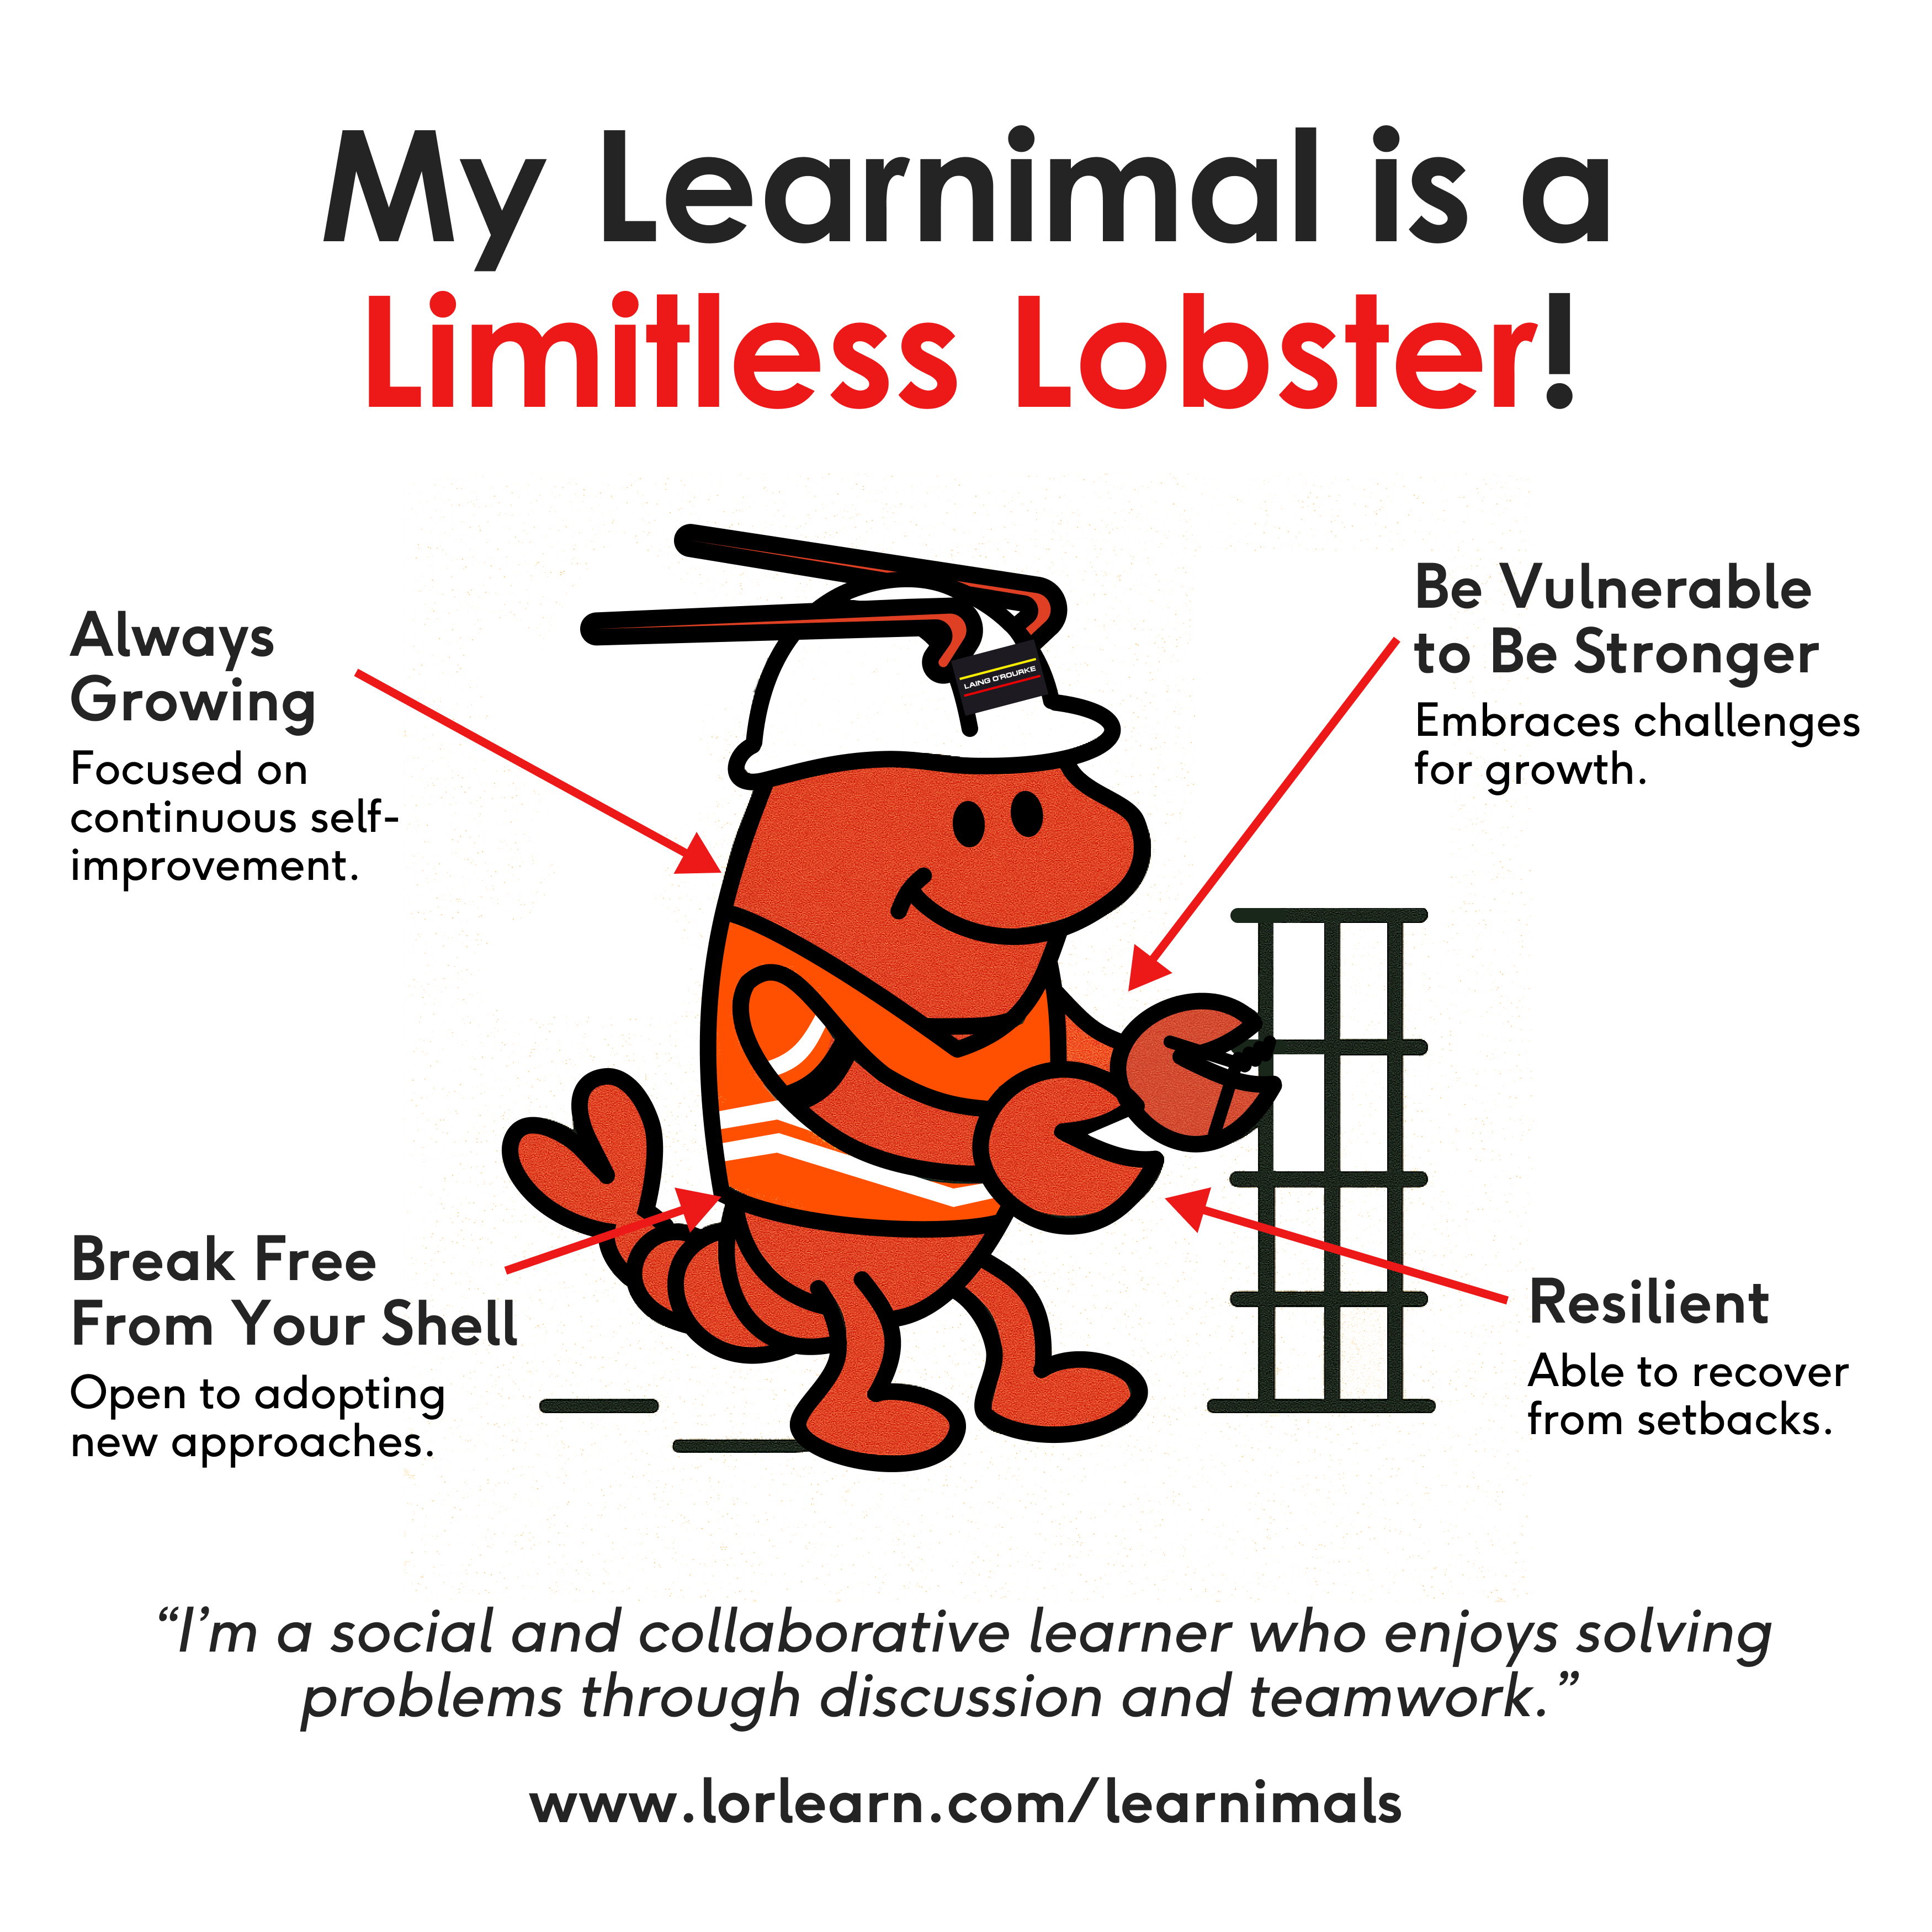 My Learnimal is a
Limitless Lobster!
LAING O'ROURKE
Always
Growing
Focused on
continuous self-
improvement.
Be Vulnerable
to Be Stronger
Embraces challenges
for growth.
Break Free
From Your Shell
Open to adopting
new approaches.
Resilient
Able to recover
from setbacks.
“I’m a social and collaborative learner who enjoys solving
problems through discussion and teamwork.”
www.lorlearn.com/learnimals